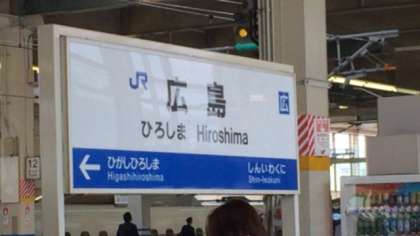 JR 広島 広
ひろしま Hiroshima
← ひがしひろしま しんいわくに
Higashihiroshima Shin-Iwakuni
12